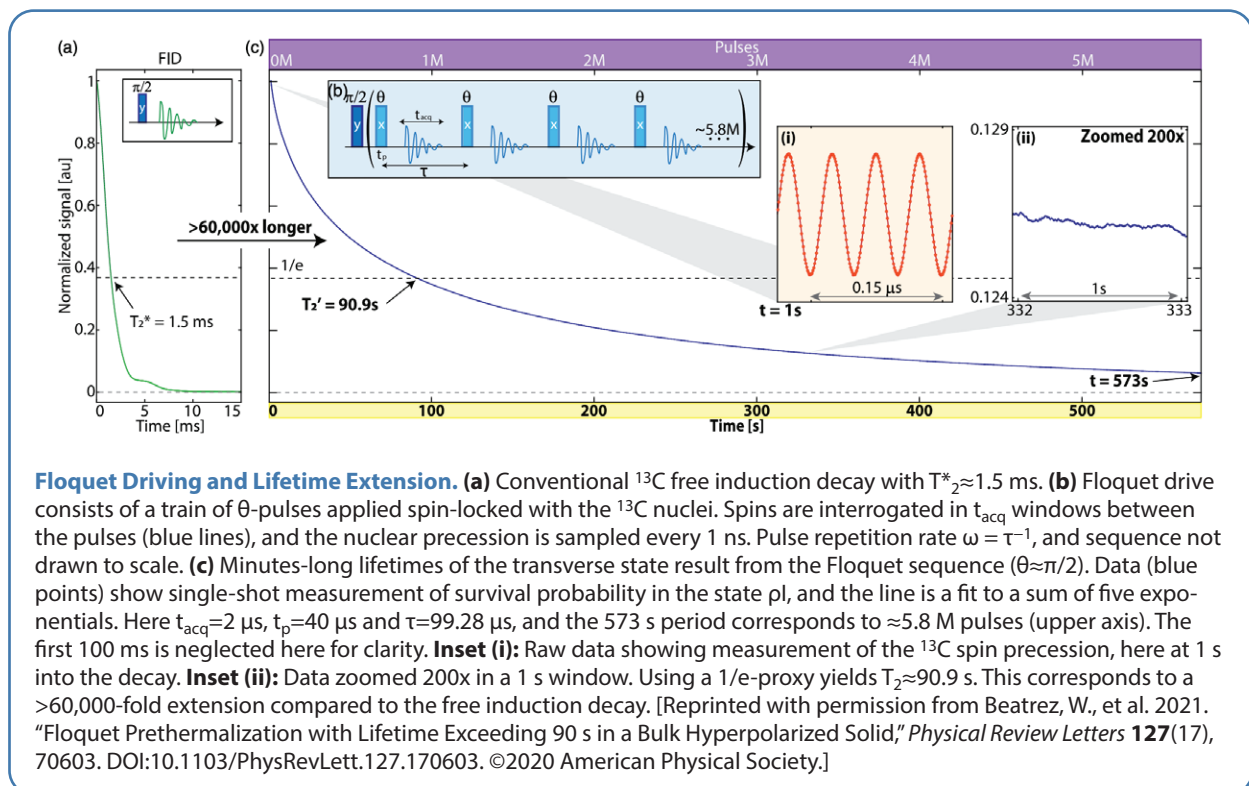 (a)
FID
π/2
y
Normalized signal [au]
1
0.8
0.6
0.4
0.2
0
T₂* = 1.5 ms
0 5 10 15
Time [ms]
>60,000x longer
(c)
Pulses
0M 1M 2M 3M 4M 5M
(b)
π/2 θ θ θ θ
y x x x x
t_acq
t_p
τ
~5.8M
...
1/e
T₂’ = 90.9s
(i)
0.15 µs
t = 1s
0.129
(ii) Zoomed 200x
0.124
1s
332 333
t = 573s
0 100 200 300 400 500
Time [s]
Floquet Driving and Lifetime Extension. (a) Conventional ¹³C free induction decay with T*₂≈1.5 ms. (b) Floquet drive
consists of a train of θ-pulses applied spin-locked with the ¹³C nuclei. Spins are interrogated in t_acq windows between
the pulses (blue lines), and the nuclear precession is sampled every 1 ns. Pulse repetition rate ω = τ⁻¹, and sequence not
drawn to scale. (c) Minutes-long lifetimes of the transverse state result from the Floquet sequence (θ≈π/2). Data (blue
points) show single-shot measurement of survival probability in the state ρI, and the line is a fit to a sum of five expo-
nentials. Here t_acq=2 µs, t_p=40 µs and τ=99.28 µs, and the 573 s period corresponds to ≈5.8 M pulses (upper axis). The
first 100 ms is neglected here for clarity. Inset (i): Raw data showing measurement of the ¹³C spin precession, here at 1 s
into the decay. Inset (ii): Data zoomed 200x in a 1 s window. Using a 1/e-proxy yields T₂≈90.9 s. This corresponds to a
>60,000-fold extension compared to the free induction decay. [Reprinted with permission from Beatrez, W., et al. 2021.
“Floquet Prethermalization with Lifetime Exceeding 90 s in a Bulk Hyperpolarized Solid,” Physical Review Letters 127(17),
70603. DOI:10.1103/PhysRevLett.127.170603. ©2020 American Physical Society.]